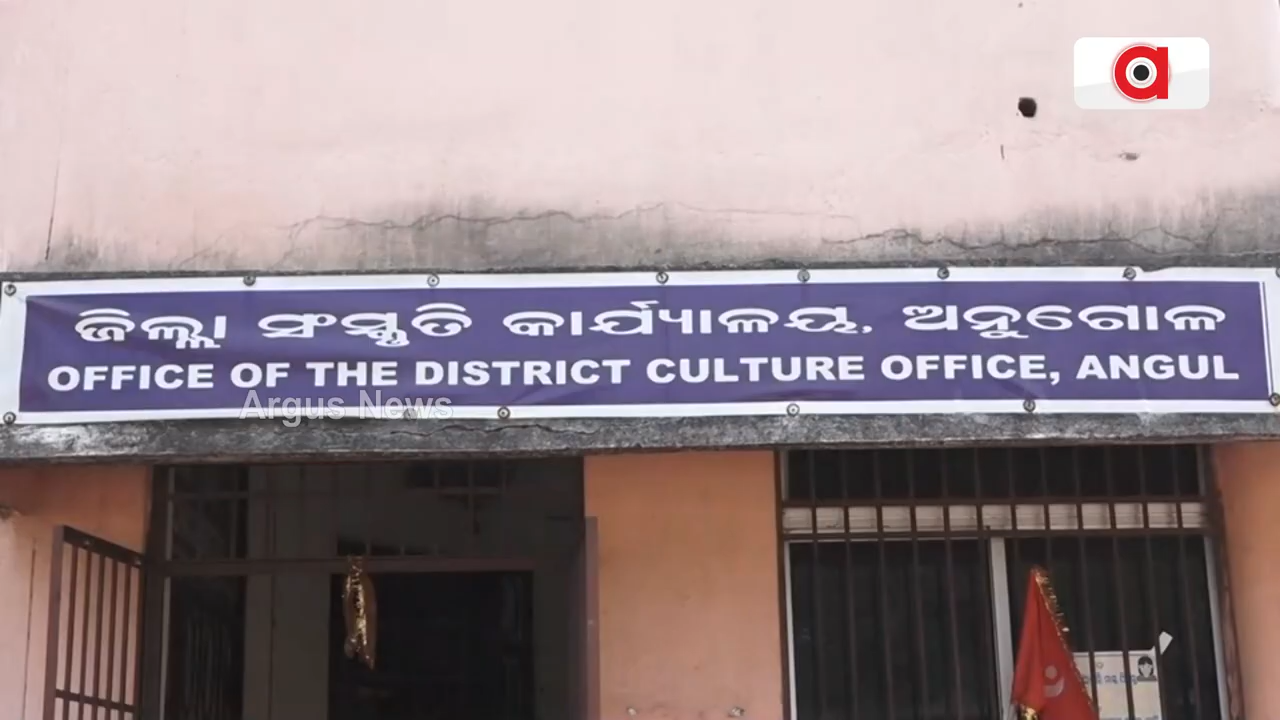 ଜିଲ୍ଲା ସଂସ୍କୃତି କାର୍ଯ୍ୟାଳୟ, ଅନୁଗୋଳ
OFFICE OF THE DISTRICT CULTURE OFFICE, ANGUL
Argus News